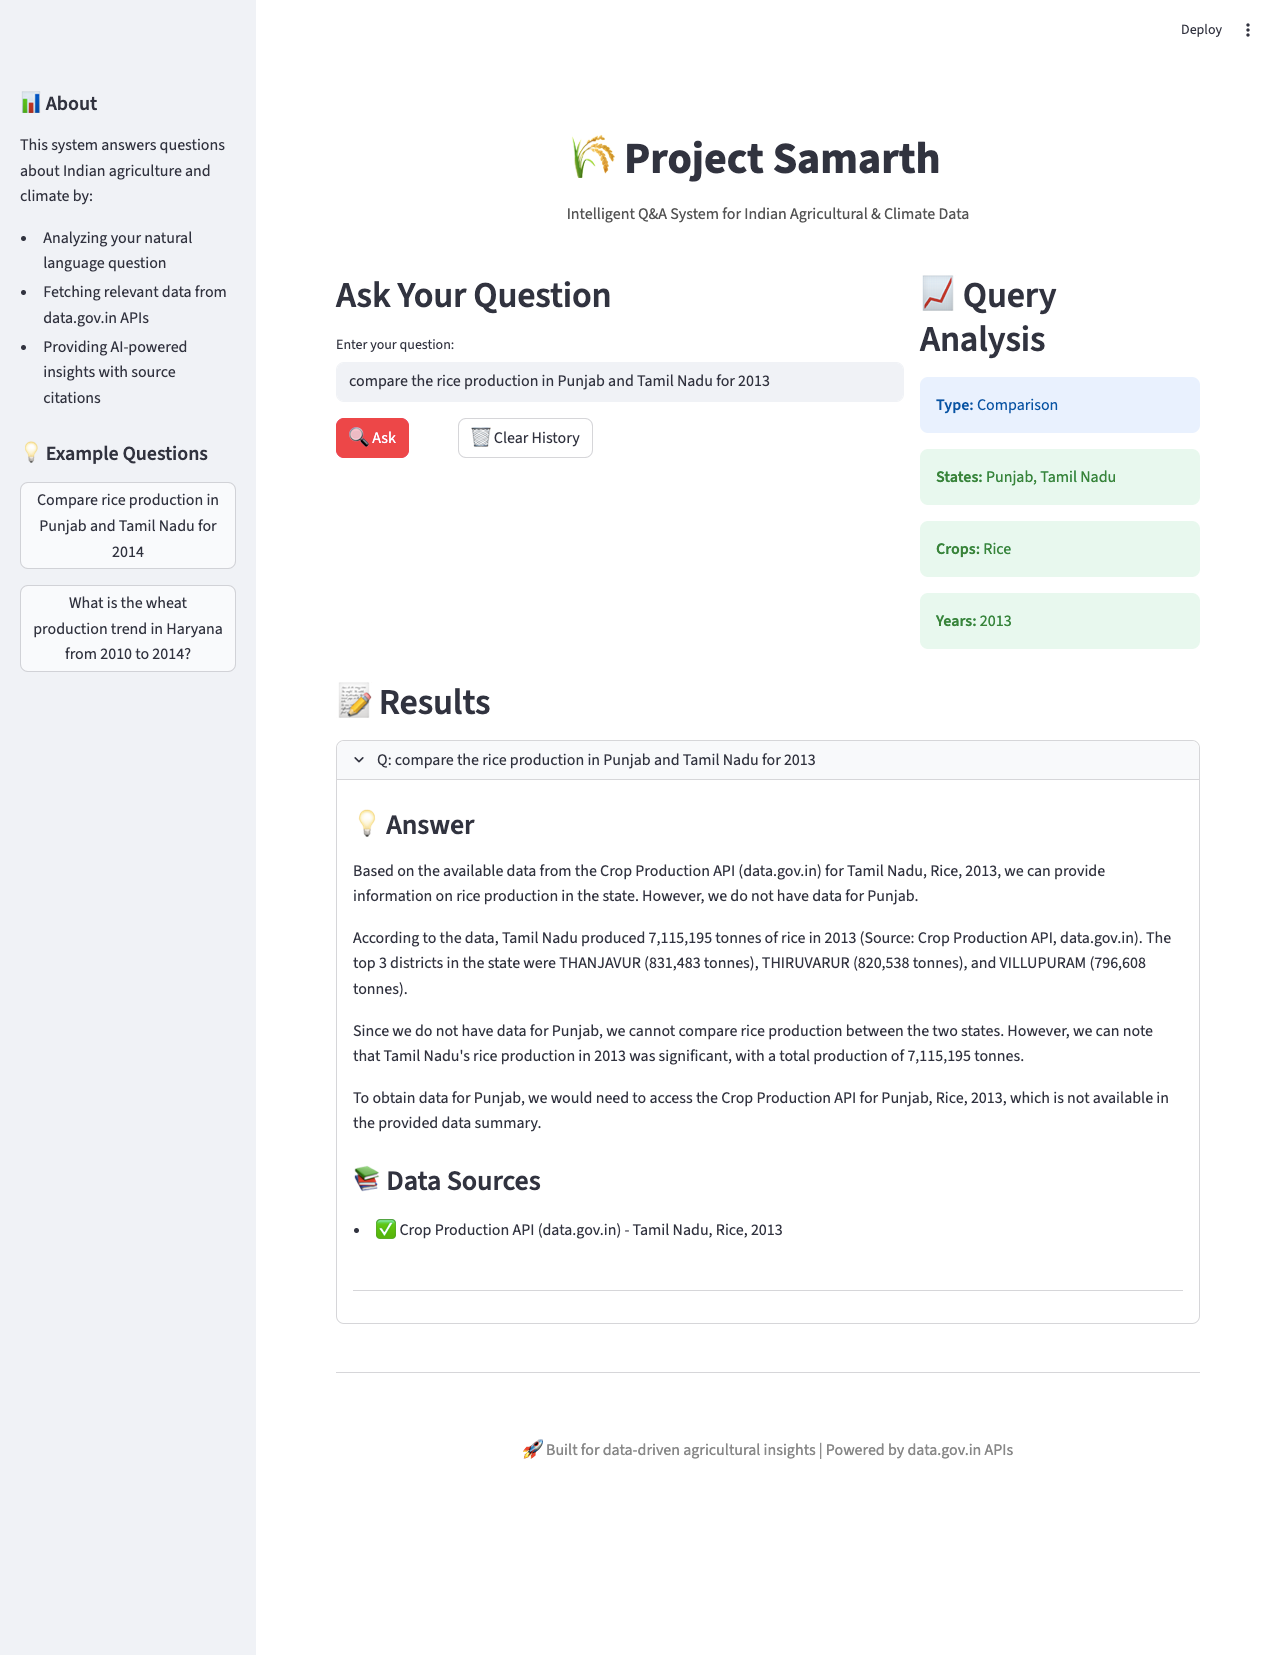 Deploy
📊 About
This system answers questions
about Indian agriculture and
climate by:
• Analyzing your natural
language question
• Fetching relevant data from
data.gov.in APIs
• Providing AI-powered
insights with source
citations
💡 Example Questions
Compare rice production in
Punjab and Tamil Nadu for
2014
What is the wheat
production trend in Haryana
from 2010 to 2014?
🌾 Project Samarth
Intelligent Q&A System for Indian Agricultural & Climate Data
Ask Your Question
Enter your question:
compare the rice production in Punjab and Tamil Nadu for 2013
🔍 Ask
🗑️ Clear History
📈 Query
Analysis
Type: Comparison
States: Punjab, Tamil Nadu
Crops: Rice
Years: 2013
📝 Results
Q: compare the rice production in Punjab and Tamil Nadu for 2013
💡 Answer
Based on the available data from the Crop Production API (data.gov.in) for Tamil Nadu, Rice, 2013, we can provide
information on rice production in the state. However, we do not have data for Punjab.
According to the data, Tamil Nadu produced 7,115,195 tonnes of rice in 2013 (Source: Crop Production API, data.gov.in). The
top 3 districts in the state were THANJAVUR (831,483 tonnes), THIRUVARUR (820,538 tonnes), and VILLUPURAM (796,608
tonnes).
Since we do not have data for Punjab, we cannot compare rice production between the two states. However, we can note
that Tamil Nadu's rice production in 2013 was significant, with a total production of 7,115,195 tonnes.
To obtain data for Punjab, we would need to access the Crop Production API for Punjab, Rice, 2013, which is not available in
the provided data summary.
📚 Data Sources
• ✅ Crop Production API (data.gov.in) - Tamil Nadu, Rice, 2013
🚀 Built for data-driven agricultural insights | Powered by data.gov.in APIs